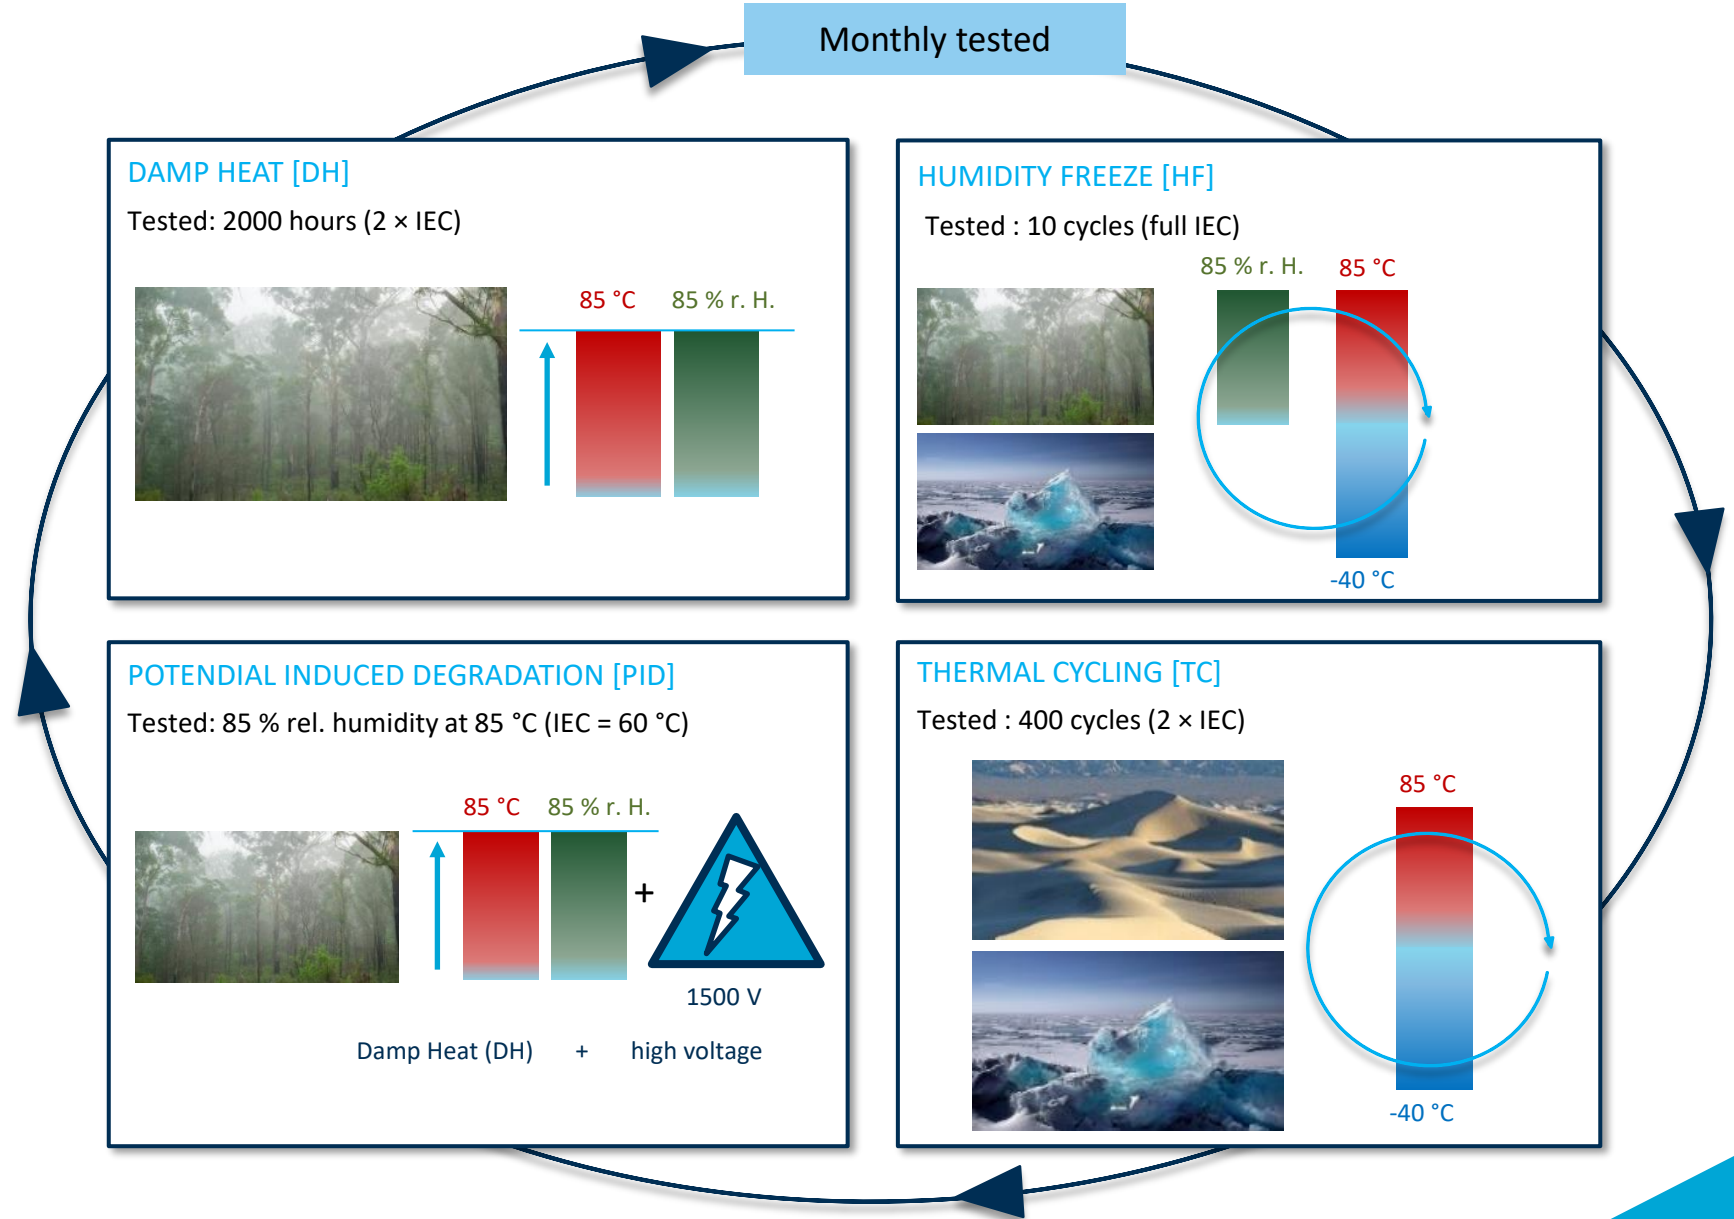 Monthly tested
DAMP HEAT [DH]
Tested: 2000 hours (2 × IEC)
85 °C
85 % r. H.
HUMIDITY FREEZE [HF]
Tested : 10 cycles (full IEC)
85 % r. H.
85 °C
-40 °C
POTENDIAL INDUCED DEGRADATION [PID]
Tested: 85 % rel. humidity at 85 °C (IEC = 60 °C)
85 °C
85 % r. H.
+
1500 V
Damp Heat (DH) + high voltage
THERMAL CYCLING [TC]
Tested : 400 cycles (2 × IEC)
85 °C
-40 °C